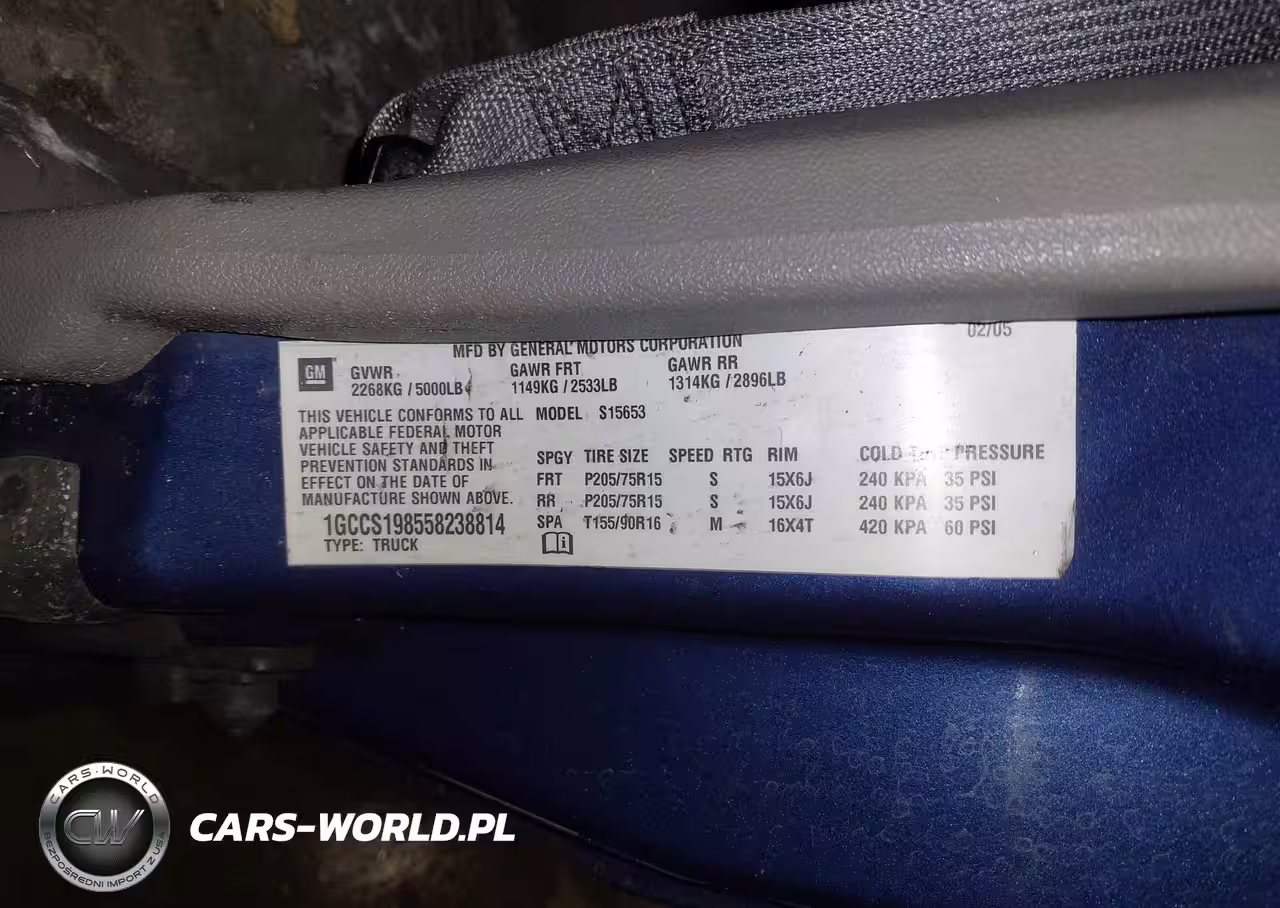 02/05
MFD BY GENERAL MOTORS CORPORATION
GM GVWR GAWR FRT GAWR RR
2268KG / 5000LB 1149KG / 2533LB 1314KG / 2896LB
THIS VEHICLE CONFORMS TO ALL MODEL S15653
APPLICABLE FEDERAL MOTOR
VEHICLE SAFETY AND THEFT
PREVENTION STANDARDS IN
EFFECT ON THE DATE OF
MANUFACTURE SHOWN ABOVE.
SPGY TIRE SIZE SPEED RTG RIM COLD PRESSURE
FRT P205/75R15 S 15X6J 240 KPA 35 PSI
RR P205/75R15 S 15X6J 240 KPA 35 PSI
SPA T155/90R16 M 16X4T 420 KPA 60 PSI
1GCCS198558238814
TYPE: TRUCK
CARS-WORLD
CW
BEZPOŚREDNI IMPORT Z USA
CARS-WORLD.PL